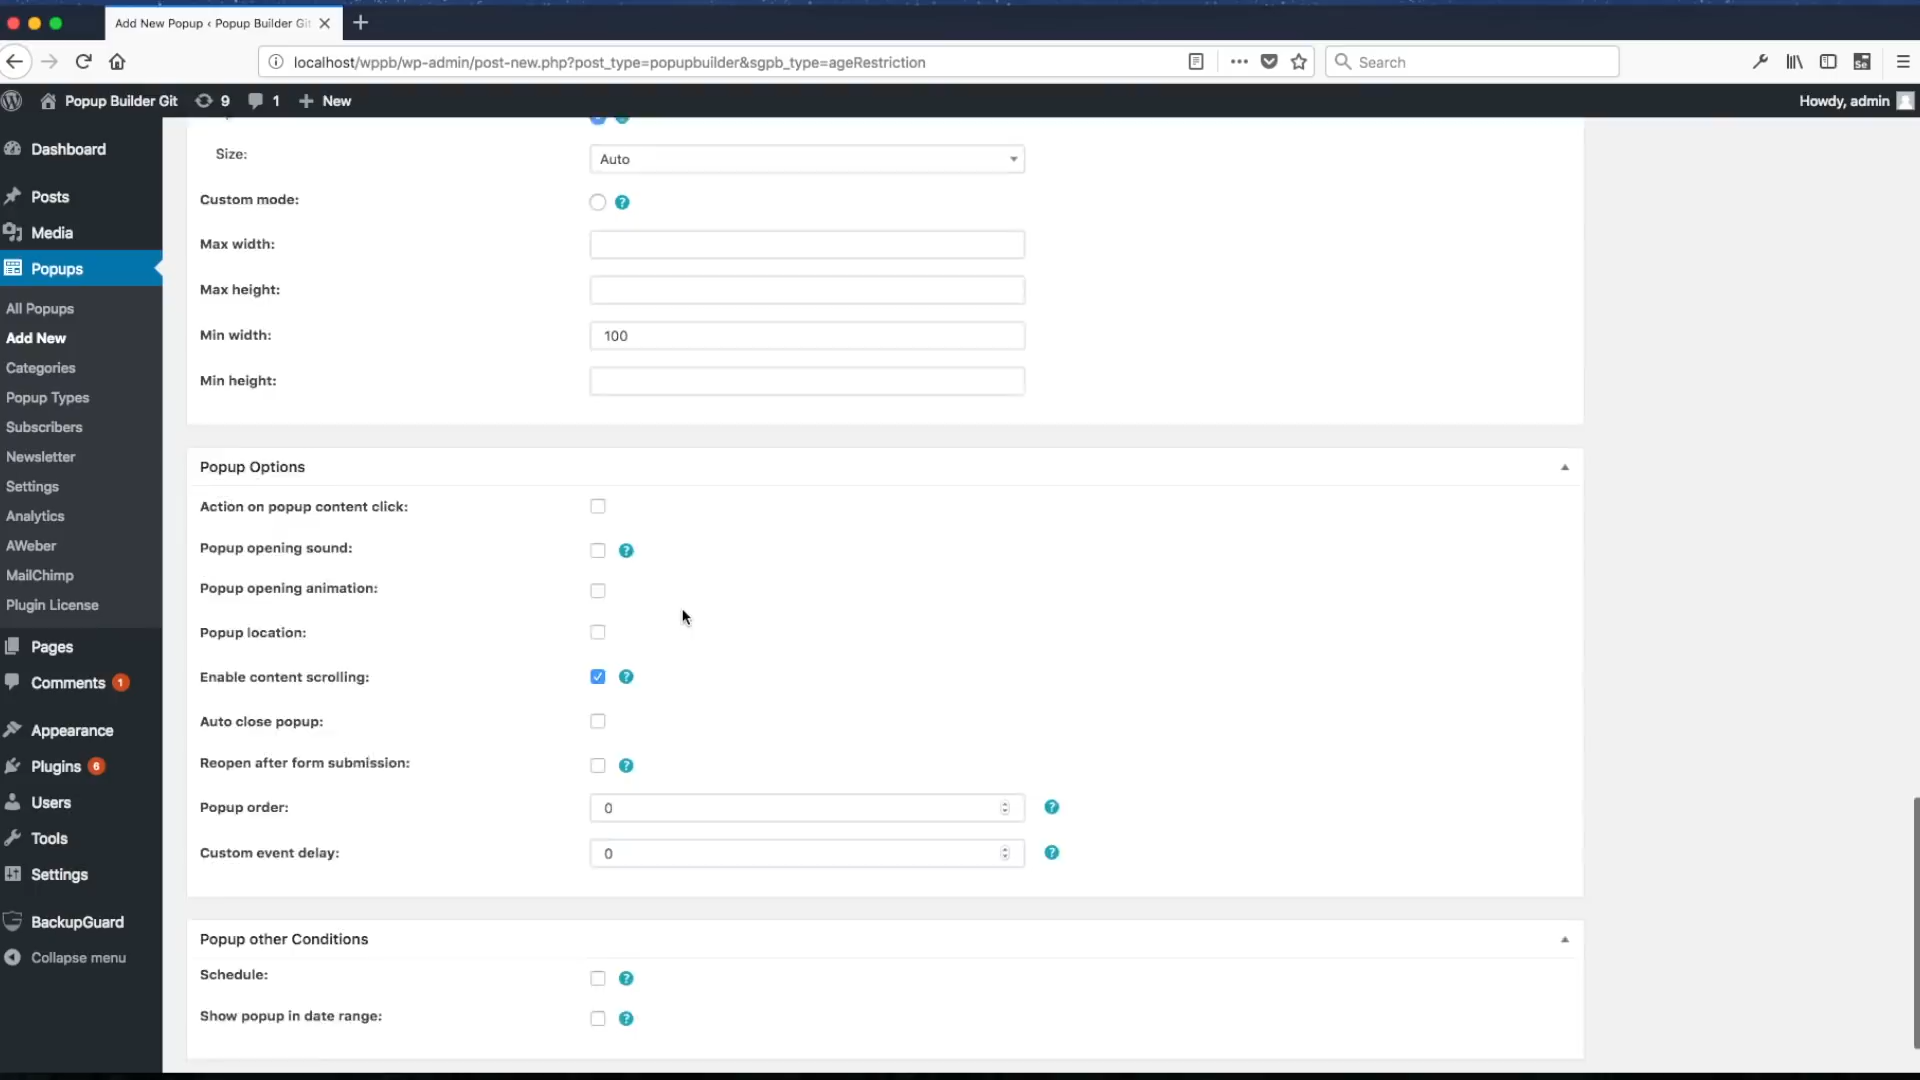 Add New Popup ‹ Popup Builder Git
localhost/wppb/wp-admin/post-new.php?post_type=popupbuilder&sgpb_type=ageRestriction
Search
Popup Builder Git
9
1
New
Howdy, admin
Dashboard
Posts
Media
Popups
All Popups
Add New
Categories
Popup Types
Subscribers
Newsletter
Settings
Analytics
AWeber
MailChimp
Plugin License
Pages
Comments 1
Appearance
Plugins 6
Users
Tools
Settings
BackupGuard
Collapse menu
Size:
Auto
Custom mode:
?
Max width:
Max height:
Min width:
100
Min height:
Popup Options
Action on popup content click:
Popup opening sound:
?
Popup opening animation:
Popup location:
Enable content scrolling:
?
Auto close popup:
Reopen after form submission:
?
Popup order:
0
?
Custom event delay:
0
?
Popup other Conditions
Schedule:
?
Show popup in date range:
?